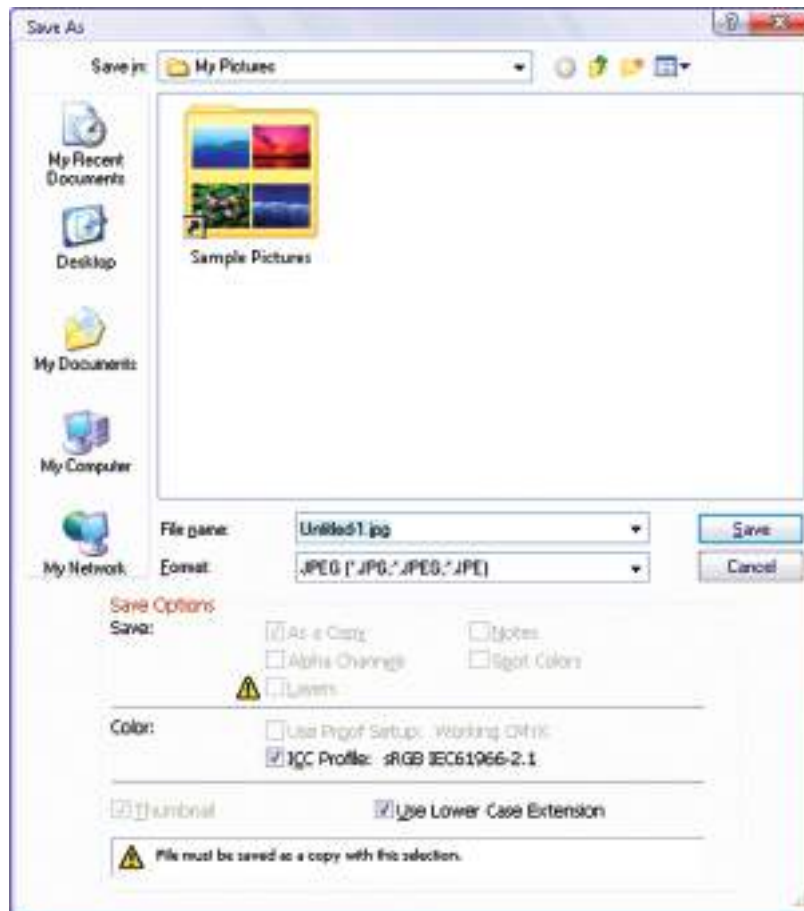 Save As
Save in: My Pictures
My Recent
Documents
Desktop
My Documents
My Computer
My Network
Sample Pictures
File name: Untitled-1.jpg Save
Format: JPEG (*.JPG;*.JPEG;*.JPE) Cancel
Save Options
Save: As a Copy Notes
Alpha Channels Spot Colors
Layers
Color: Use Proof Setup: Working CMYK
ICC Profile: sRGB IEC61966-2.1
Thumbnail Use Lower Case Extension
File must be saved as a copy with this selection.